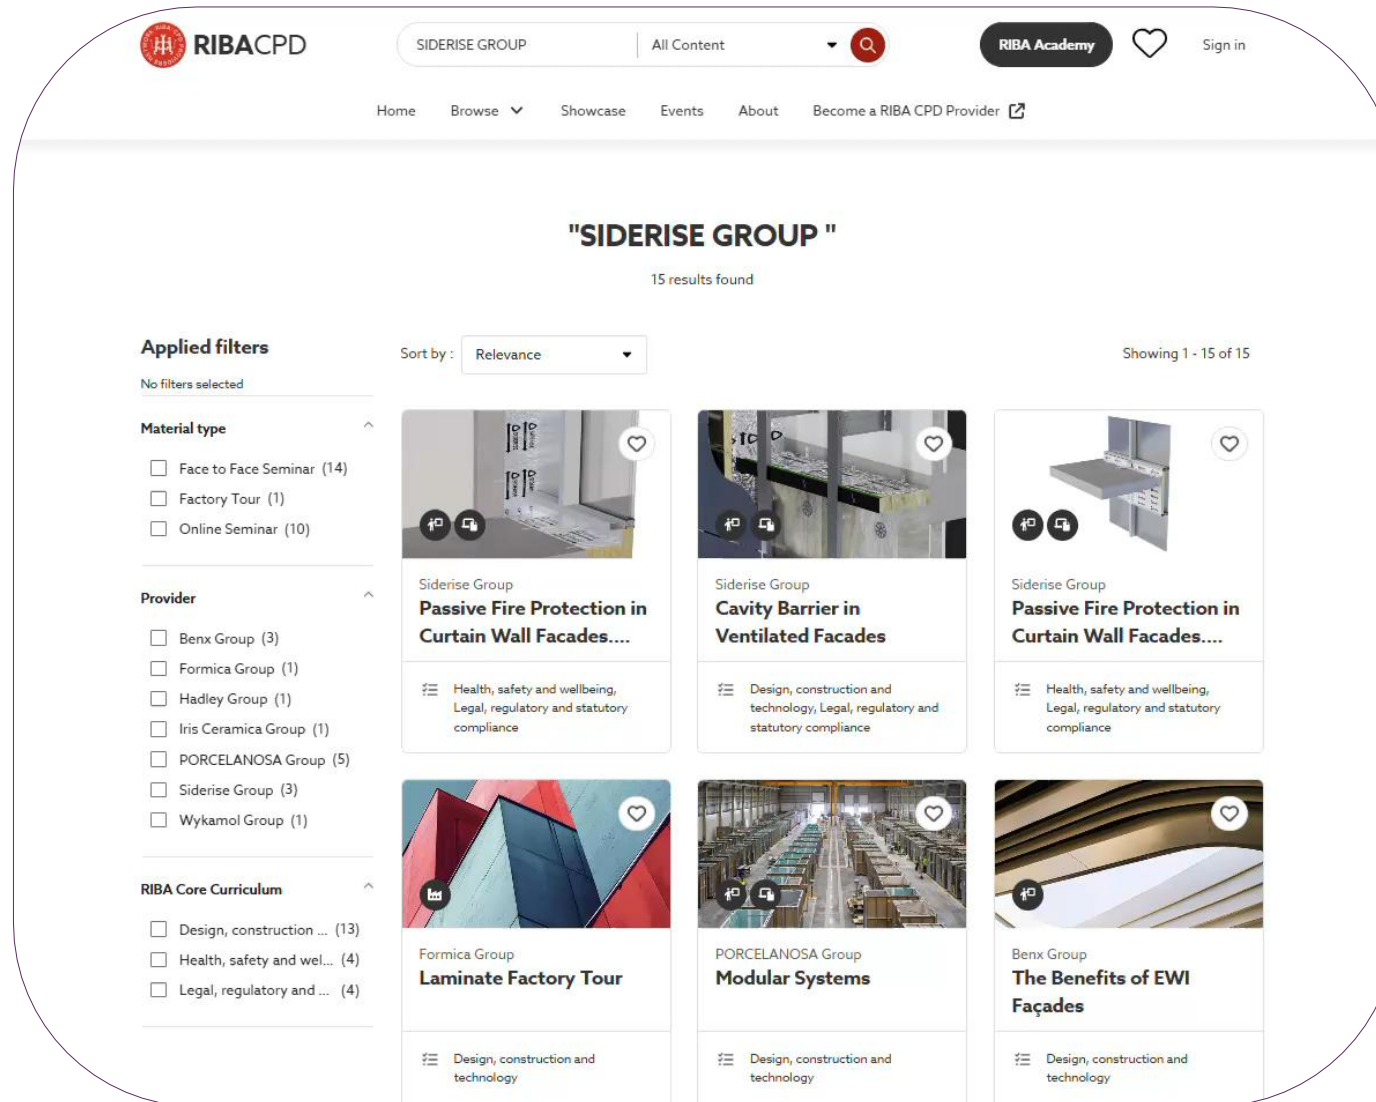 RIBACPD
SIDERISE GROUP
All Content
RIBA Academy
Sign in
Home
Browse
Showcase
Events
About
Become a RIBA CPD Provider
"SIDERISE GROUP "
15 results found
Applied filters
No filters selected
Sort by :
Relevance
Showing 1 - 15 of 15
Material type
Face to Face Seminar (14)
Factory Tour (1)
Online Seminar (10)
Provider
Benx Group (3)
Formica Group (1)
Hadley Group (1)
Iris Ceramica Group (1)
PORCELANOSA Group (5)
Siderise Group (3)
Wykamol Group (1)
RIBA Core Curriculum
Design, construction ... (13)
Health, safety and wel... (4)
Legal, regulatory and ... (4)
Siderise Group
Passive Fire Protection in
Curtain Wall Facades....
Health, safety and wellbeing,
Legal, regulatory and statutory
compliance
Siderise Group
Cavity Barrier in
Ventilated Facades
Design, construction and
technology, Legal, regulatory and
statutory compliance
Siderise Group
Passive Fire Protection in
Curtain Wall Facades....
Health, safety and wellbeing,
Legal, regulatory and statutory
compliance
Formica Group
Laminate Factory Tour
Design, construction and
technology
PORCELANOSA Group
Modular Systems
Design, construction and
technology
Benx Group
The Benefits of EWI
Façades
Design, construction and
technology